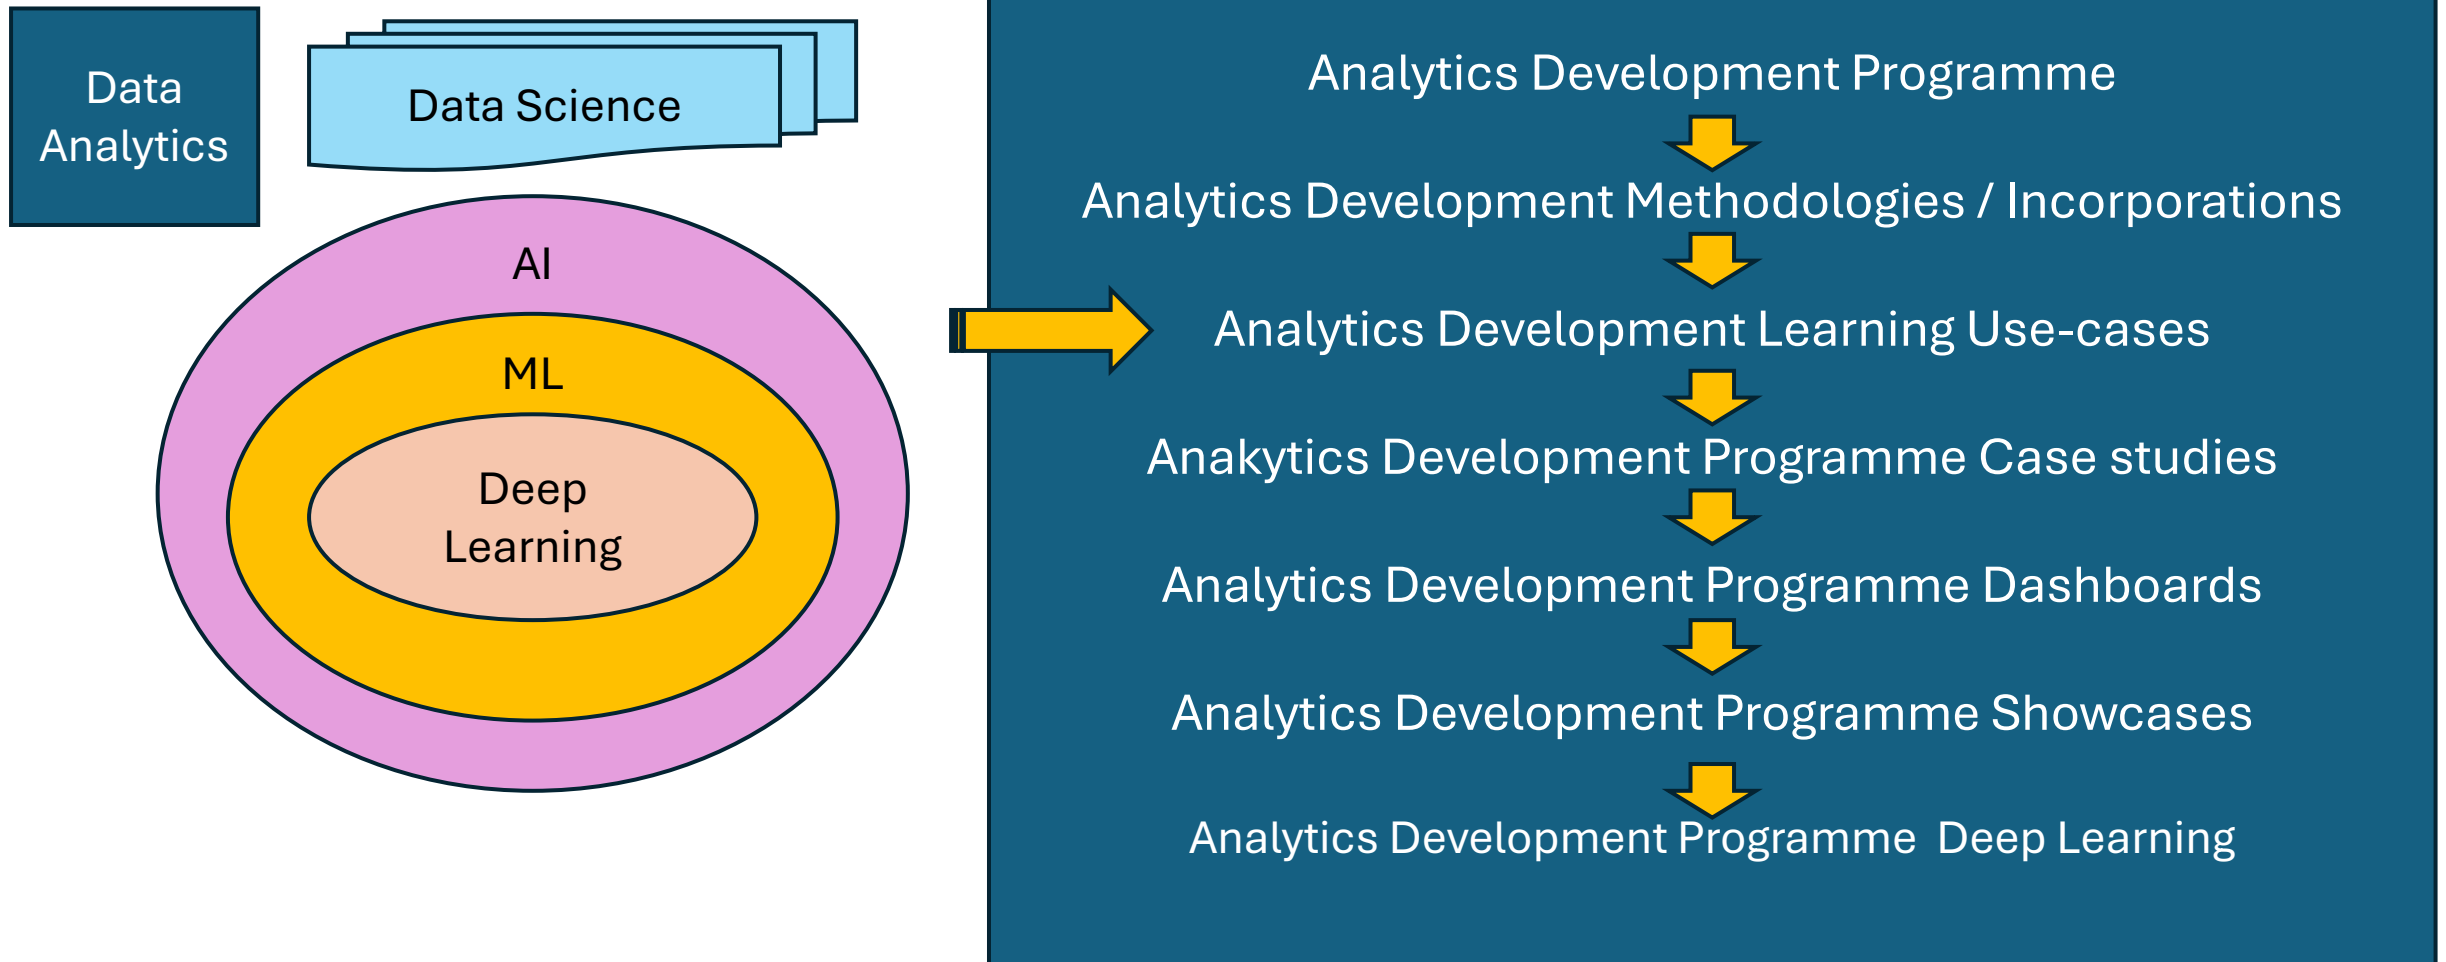 Data
Analytics
Data Science
AI
ML
Deep
Learning
Analytics Development Programme
Analytics Development Methodologies / Incorporations
Analytics Development Learning Use-cases
Anakytics Development Programme Case studies
Analytics Development Programme Dashboards
Analytics Development Programme Showcases
Analytics Development Programme  Deep Learning